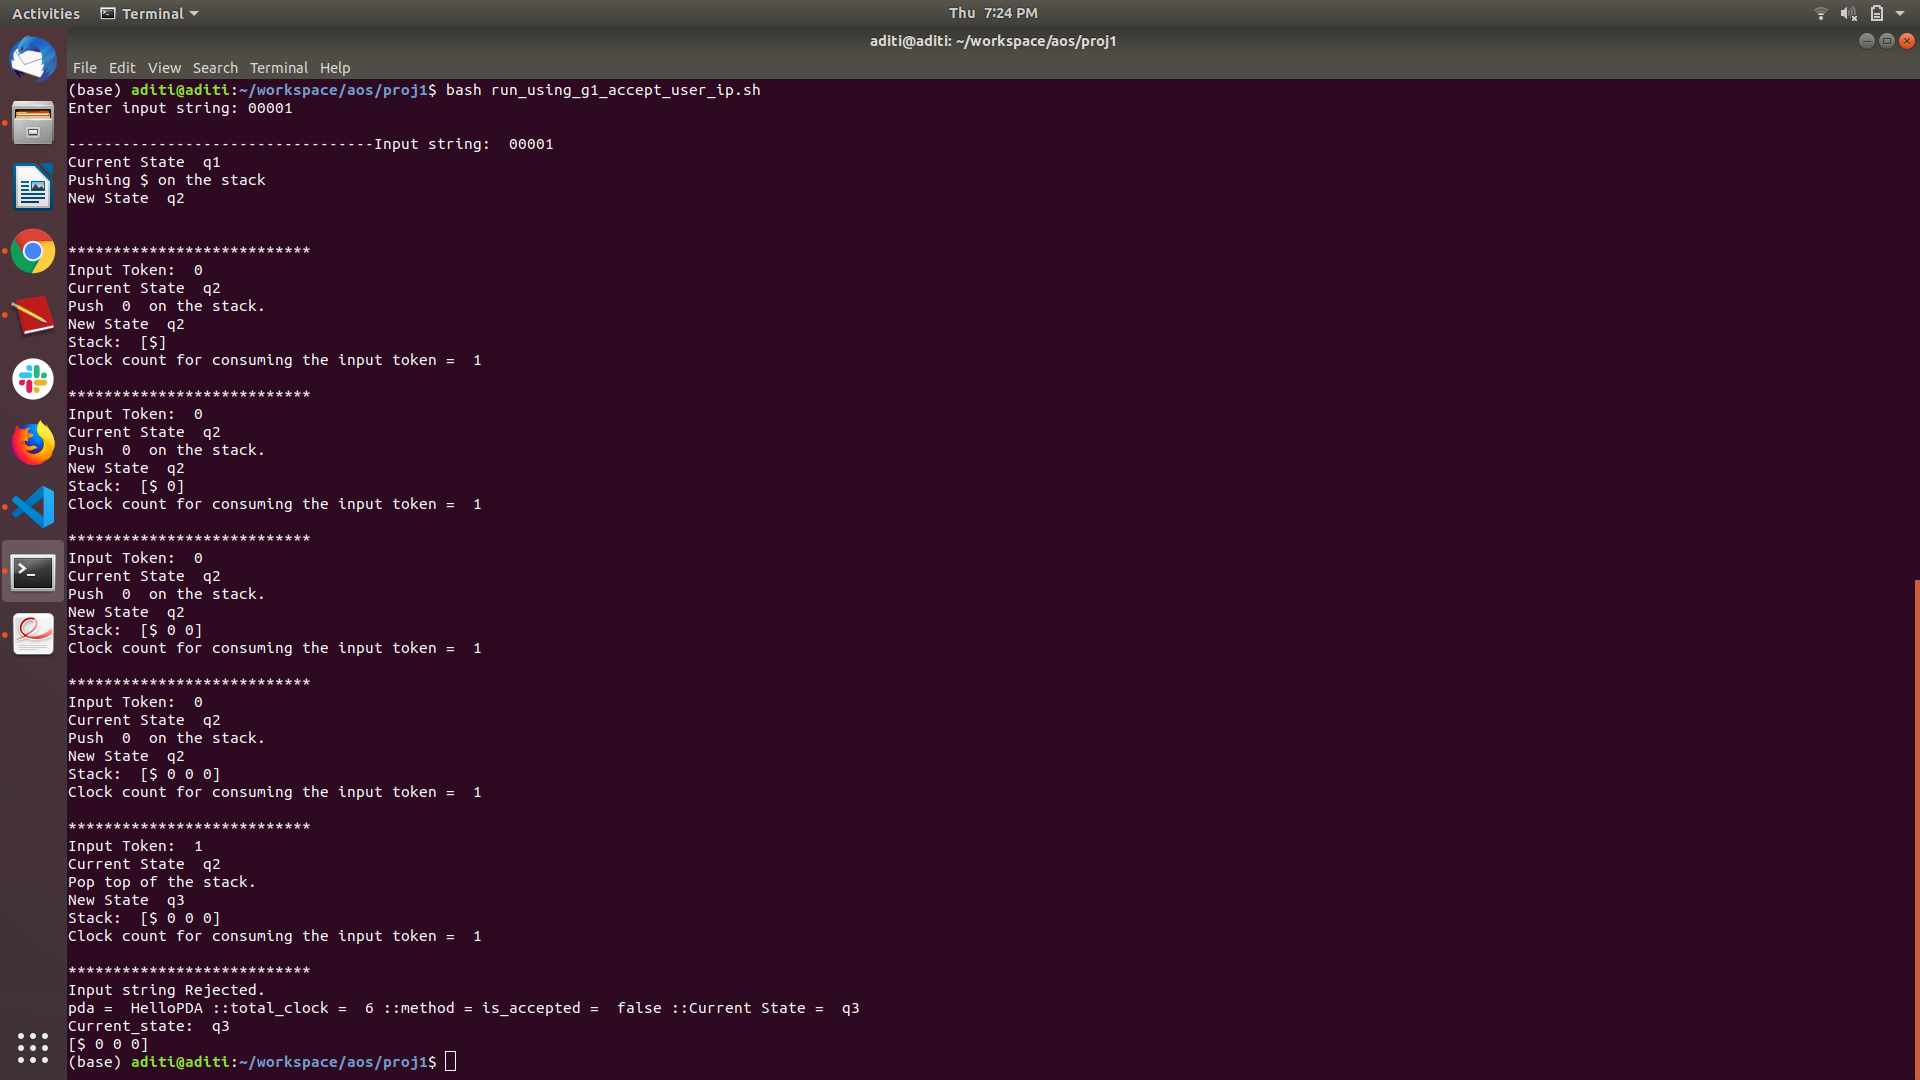 Activities Terminal Thu 7:24 PM
aditi@aditi: ~/workspace/aos/proj1
File Edit View Search Terminal Help
(base) aditi@aditi:~/workspace/aos/proj1$ bash run_using_g1_accept_user_ip.sh
Enter input string: 00001
----------------------------------Input string:  00001
Current State  q1
Pushing $ on the stack
New State  q2
***************************
Input Token:  0
Current State  q2
Push  0  on the stack.
New State  q2
Stack:  [$]
Clock count for consuming the input token =  1
***************************
Input Token:  0
Current State  q2
Push  0  on the stack.
New State  q2
Stack:  [$ 0]
Clock count for consuming the input token =  1
***************************
Input Token:  0
Current State  q2
Push  0  on the stack.
New State  q2
Stack:  [$ 0 0]
Clock count for consuming the input token =  1
***************************
Input Token:  0
Current State  q2
Push  0  on the stack.
New State  q2
Stack:  [$ 0 0 0]
Clock count for consuming the input token =  1
***************************
Input Token:  1
Current State  q2
Pop top of the stack.
New State  q3
Stack:  [$ 0 0 0]
Clock count for consuming the input token =  1
***************************
Input string Rejected.
pda =  HelloPDA ::total_clock =  6 ::method = is_accepted =  false ::Current State =  q3
Current_state:  q3
[$ 0 0 0]
(base) aditi@aditi:~/workspace/aos/proj1$